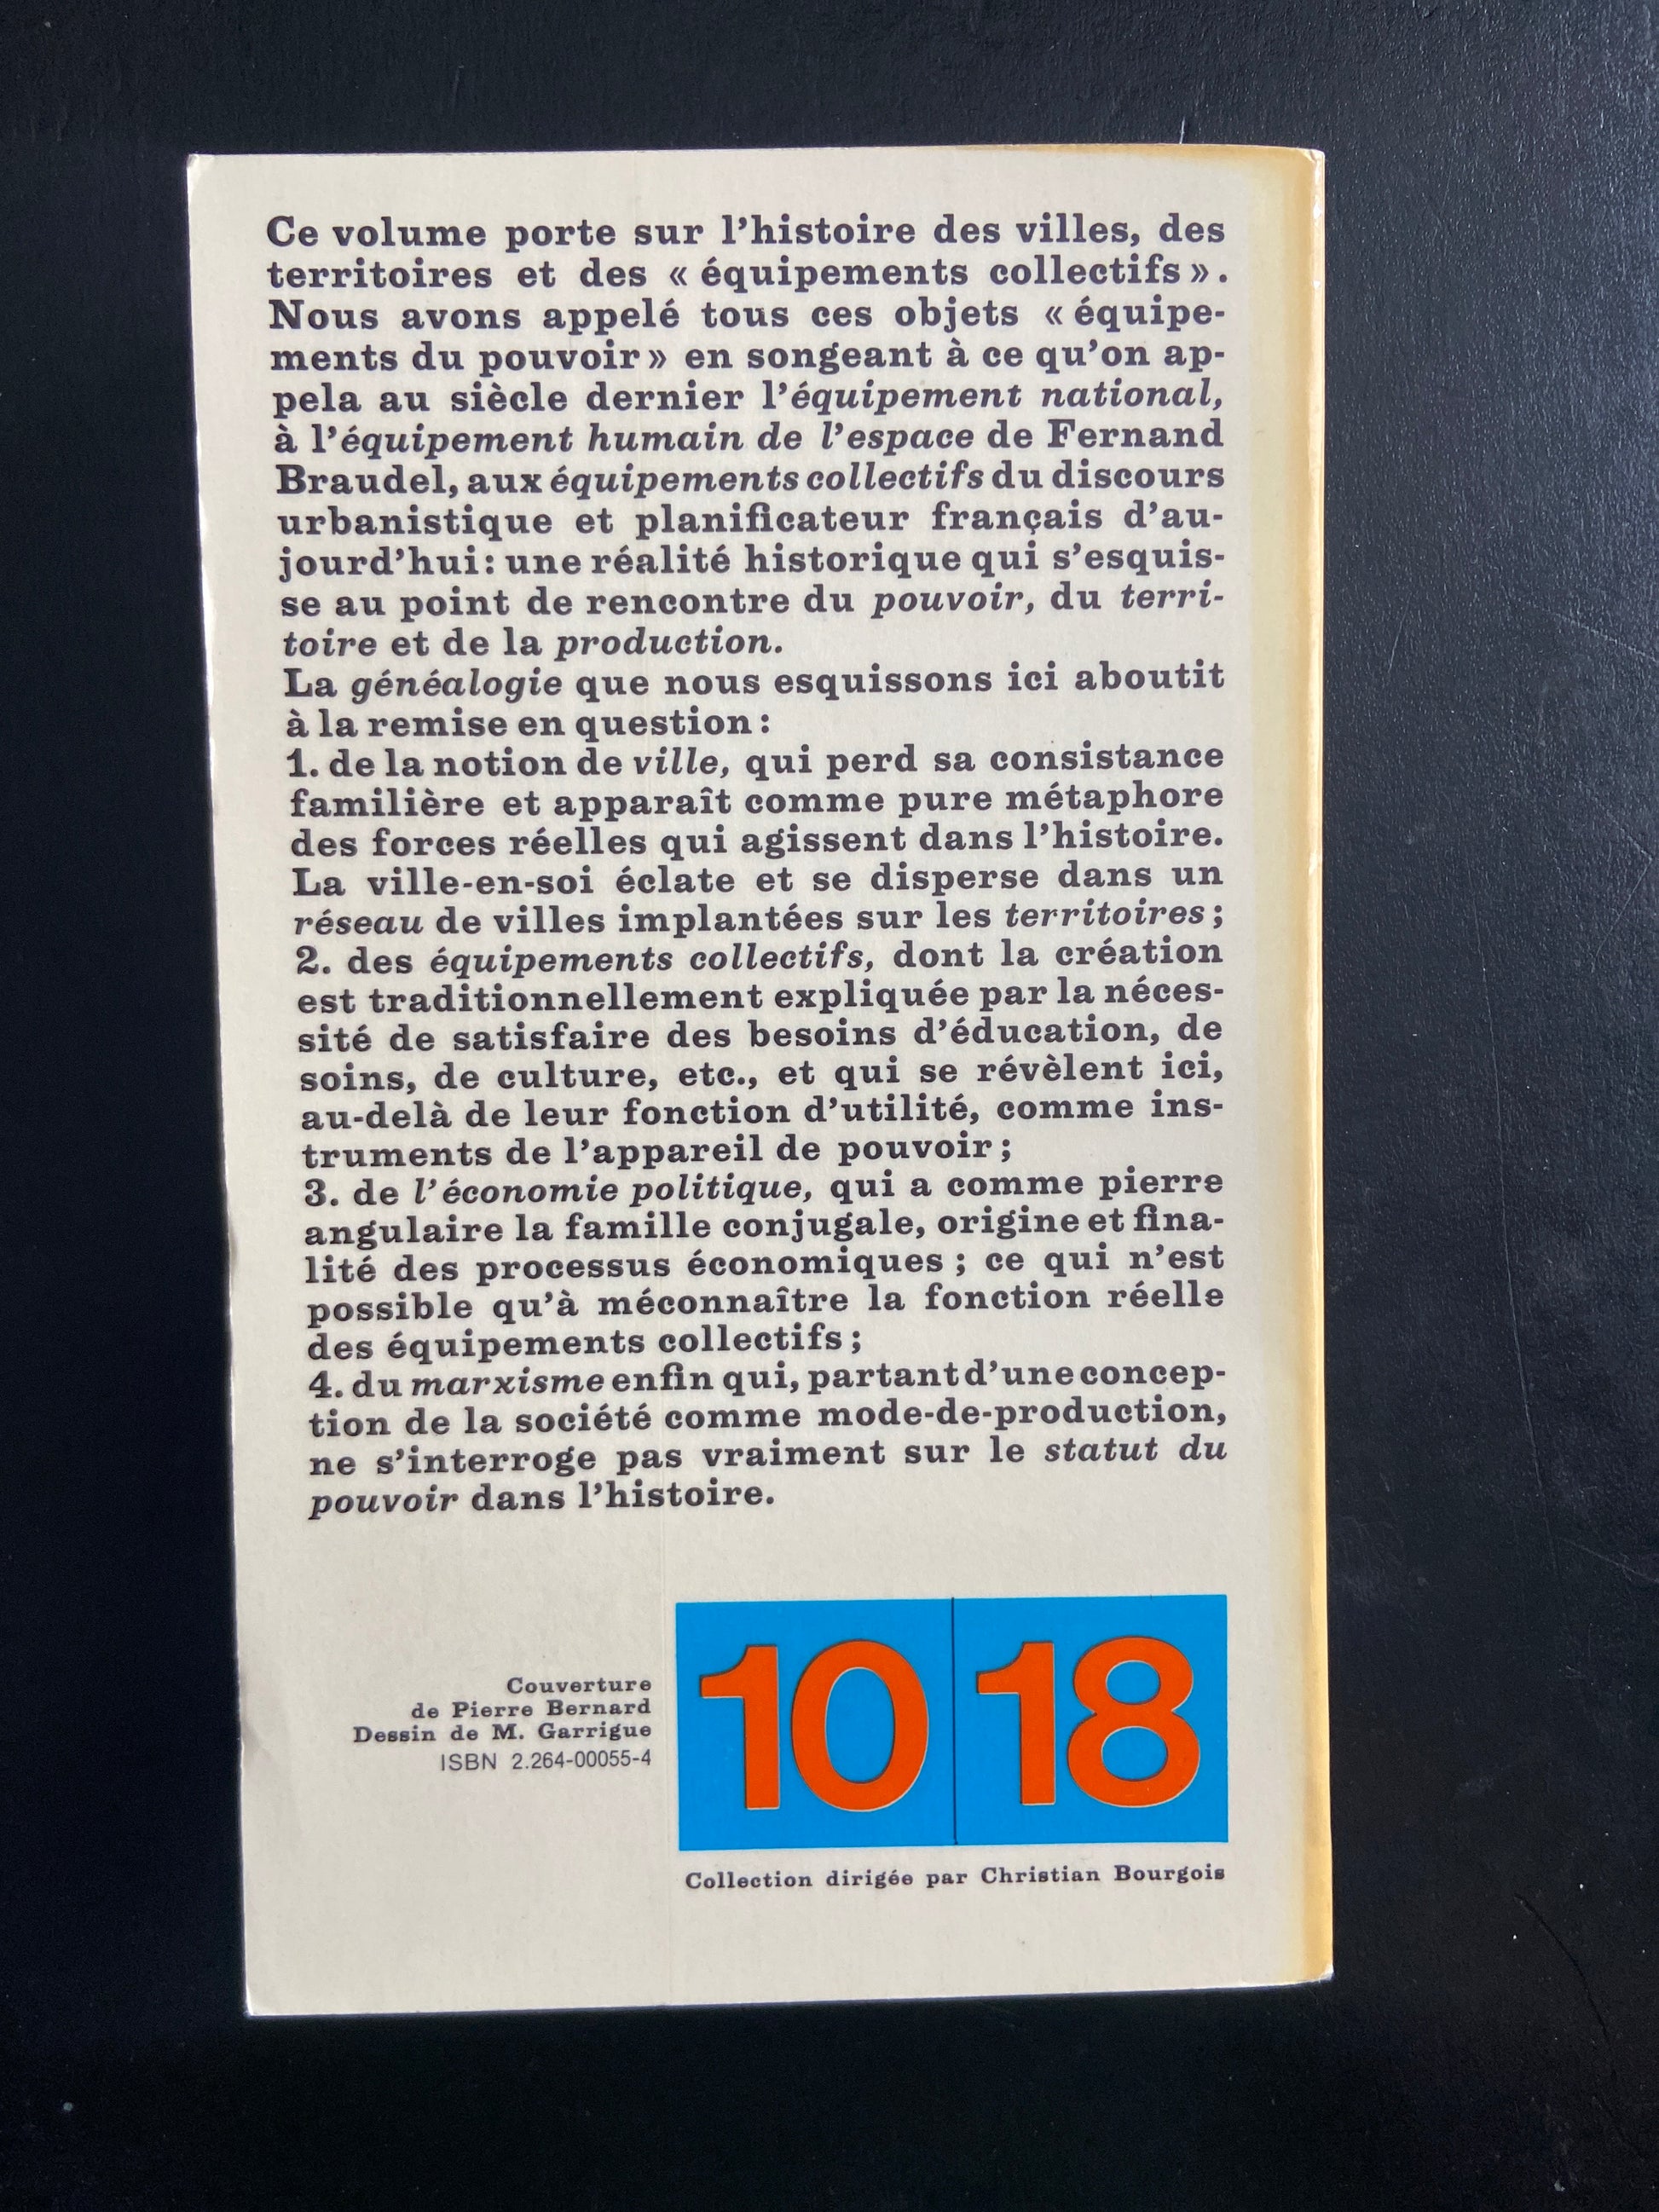 Ce volume porte sur l'histoire des villes, des
territoires et des « équipements collectifs ».
Nous avons appelé tous ces objets « équipe-
ments du pouvoir » en songeant à ce qu'on ap-
pela au siècle dernier l'équipement national,
à l'équipement humain de l'espace de Fernand
Braudel, aux équipements collectifs du discours
urbanistique et planificateur français d'au-
jourd'hui: une réalité historique qui s'esquis-
se au point de rencontre du pouvoir, du terri-
toire et de la production.
La généalogie que nous esquissons ici aboutit
à la remise en question:
1. de la notion de ville, qui perd sa consistance
familière et apparaît comme pure métaphore
des forces réelles qui agissent dans l'histoire.
La ville-en-soi éclate et se disperse dans un
réseau de villes implantées sur les territoires;
2. des équipements collectifs, dont la création
est traditionnellement expliquée par la néces-
sité de satisfaire des besoins d'éducation, de
soins, de culture, etc., et qui se révèlent ici,
au-delà de leur fonction d'utilité, comme ins-
truments de l'appareil de pouvoir;
3. de l'économie politique, qui a comme pierre
angulaire la famille conjugale, origine et fina-
lité des processus économiques; ce qui n'est
possible qu'à méconnaître la fonction réelle
des équipements collectifs;
4. du marxisme enfin qui, partant d'une concep-
tion de la société comme mode-de-production,
ne s'interroge pas vraiment sur le statut du
pouvoir dans l'histoire.
Couverture
de Pierre Bernard
Dessin de M. Garrigue
ISBN 2.264-00055-4
10 18
Collection dirigée par Christian Bourgois